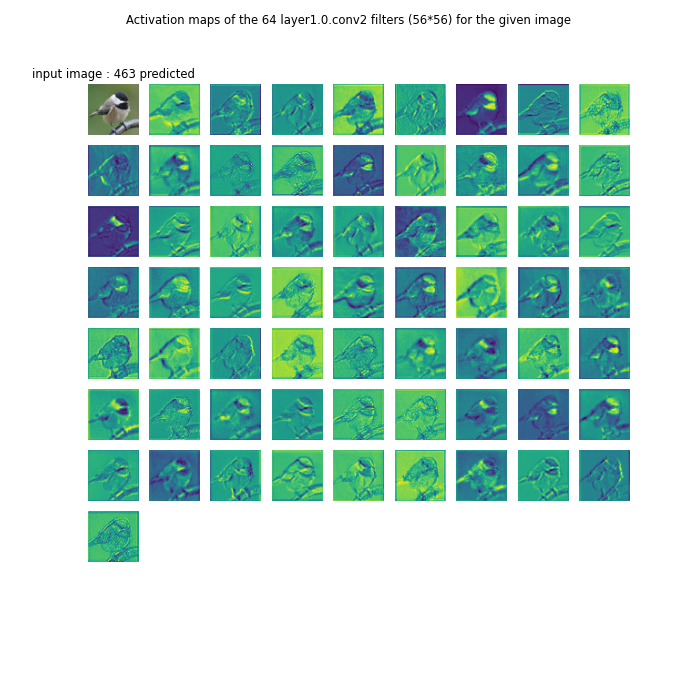 Activation maps of the 64 layer1.0.conv2 filters (56*56) for the given image
input image : 463 predicted